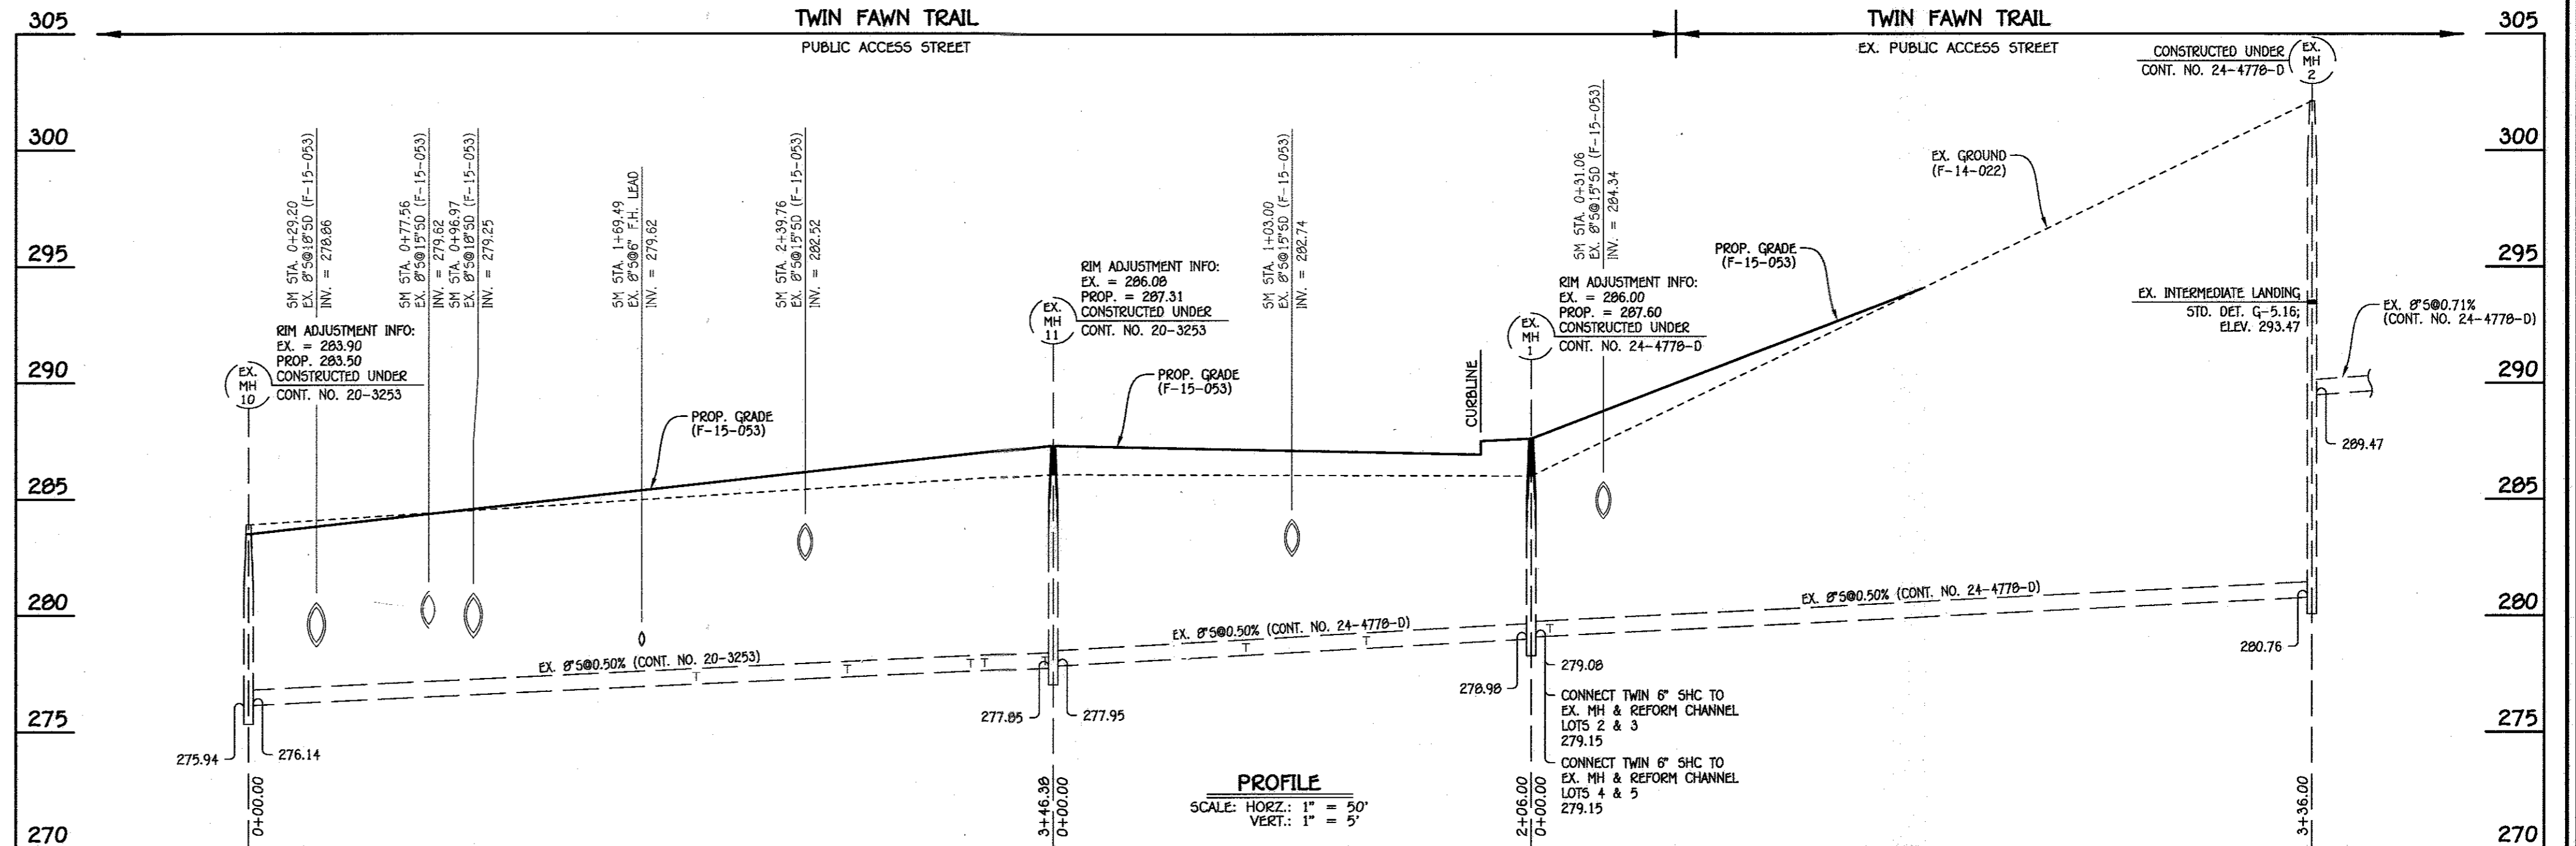 TWIN FAWN TRAIL
PUBLIC ACCESS STREET
TWIN FAWN TRAIL
EX. PUBLIC ACCESS STREET
305
300
295
290
285
280
275
270
305
300
295
290
285
280
275
270
SM STA. 0+29.20
EX. 8"S@18"SD (F-15-053)
INV. = 278.86
SM STA. 0+77.56
EX. 8"S@15"SD (F-15-053)
INV. = 279.62
SM STA. 0+96.97
EX. 8"S@18"SD (F-15-053)
INV. = 279.25
SM STA. 1+69.49
EX. 8"S@6" F.H. LEAD
INV. = 279.62
SM STA. 2+39.76
EX. 8"S@15"SD (F-15-053)
INV. = 282.52
SM STA. 1+03.00
EX. 8"S@15"SD (F-15-053)
INV. = 282.74
SM STA. 0+31.06
EX. 8"S@15"SD (F-15-053)
INV. = 284.34
EX.
MH
10
RIM ADJUSTMENT INFO:
EX. = 283.90
PROP. 283.50
CONSTRUCTED UNDER
CONT. NO. 20-3253
EX.
MH
11
RIM ADJUSTMENT INFO:
EX. = 286.08
PROP. = 287.31
CONSTRUCTED UNDER
CONT. NO. 20-3253
EX.
MH
1
RIM ADJUSTMENT INFO:
EX. = 286.00
PROP. = 287.60
CONSTRUCTED UNDER
CONT. NO. 24-4778-D
CONSTRUCTED UNDER
CONT. NO. 24-4778-D
EX.
MH
2
PROP. GRADE
(F-15-053)
PROP. GRADE
(F-15-053)
CURBLINE
PROP. GRADE
(F-15-053)
EX. GROUND
(F-14-022)
EX. INTERMEDIATE LANDING
STD. DET. G-5.16;
ELEV. 293.47
EX. 8"S@0.71%
(CONT. NO. 24-4778-D)
289.47
EX. 8"S@0.50% (CONT. NO. 20-3253)
T
T
T T
T
EX. 8"S@0.50% (CONT. NO. 24-4778-D)
T
T
T
EX. 8"S@0.50% (CONT. NO. 24-4778-D)
275.94
276.14
277.85
277.95
278.98
279.08
CONNECT TWIN 6" SHC TO
EX. MH & REFORM CHANNEL
LOTS 2 & 3
279.15
CONNECT TWIN 6" SHC TO
EX. MH & REFORM CHANNEL
LOTS 4 & 5
279.15
280.76
0+00.00
3+46.38
0+00.00
2+06.00
0+00.00
3+36.00
PROFILE
SCALE: HORZ.: 1" = 50'
VERT.: 1" = 5'